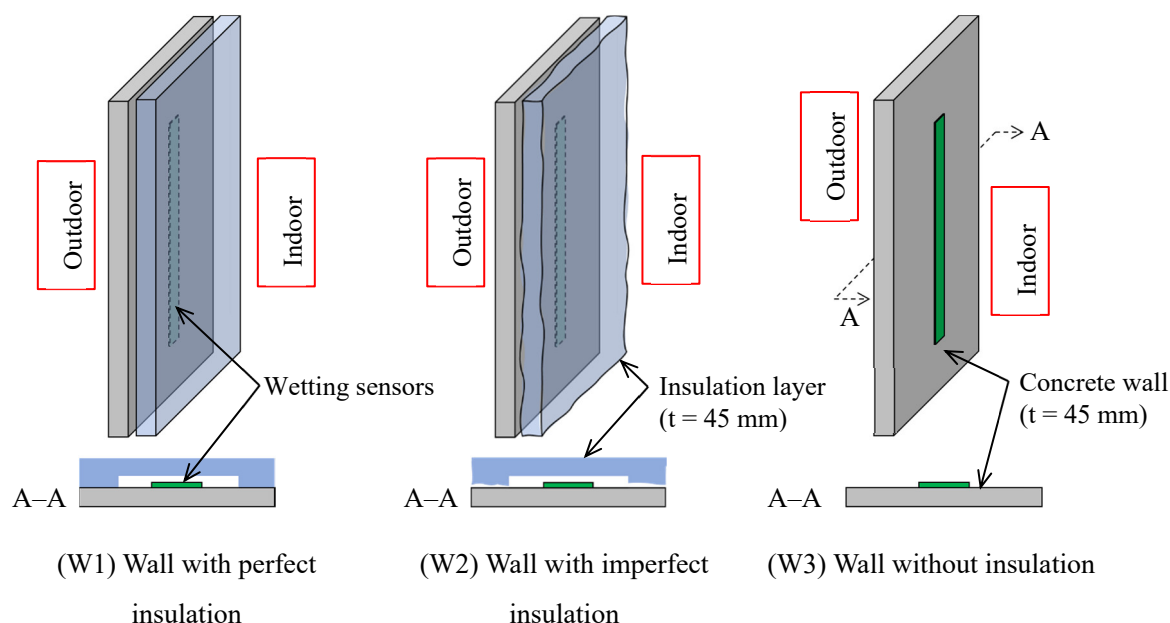 Outdoor
Indoor
Outdoor
Indoor
Outdoor
Indoor
A
A
Wetting sensors
Insulation layer
(t = 45 mm)
Concrete wall
(t = 45 mm)
A–A
A–A
A–A
(W1) Wall with perfect
insulation
(W2) Wall with imperfect
insulation
(W3) Wall without insulation